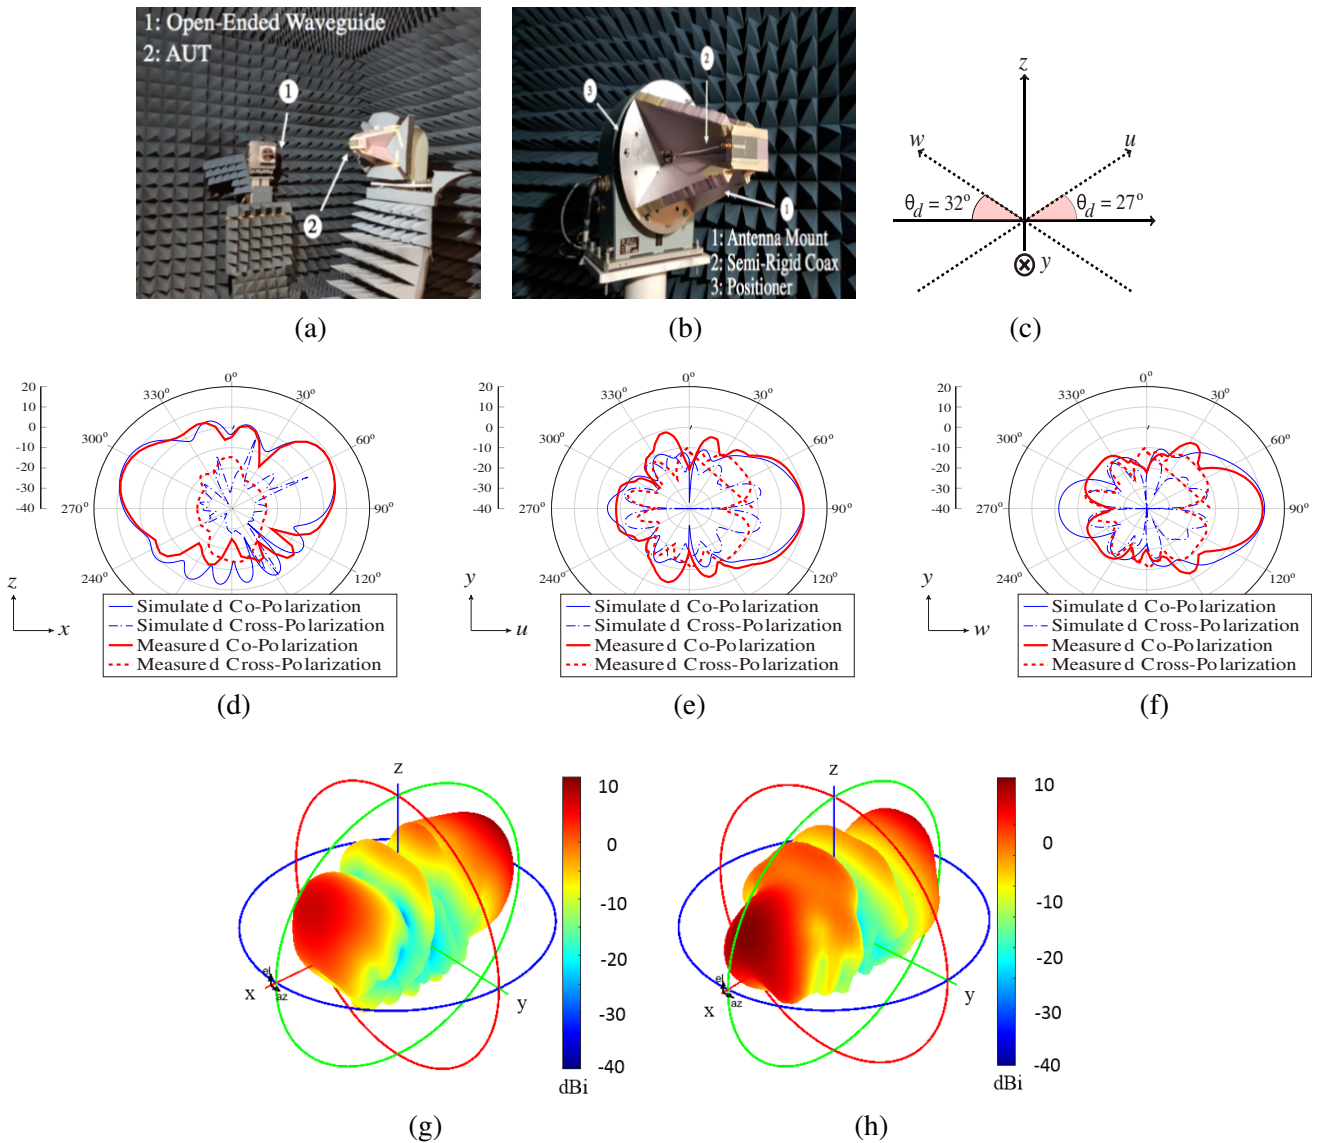 1: Open-Ended Waveguide
2: AUT
1
2
(a)
3
2
1
1: Antenna Mount
2: Semi-Rigid Coax
3: Positioner
(b)
z
w
u
θd = 32°
θd = 27°
y
(c)
20
10
0
-10
-20
-30
-40
0°
30°
60°
90°
120°
240°
270°
300°
330°
z
x
Simulated Co-Polarization
Simulated Cross-Polarization
Measured Co-Polarization
Measured Cross-Polarization
(d)
20
10
0
-10
-20
-30
-40
0°
30°
60°
90°
120°
240°
270°
300°
330°
y
u
Simulated Co-Polarization
Simulated Cross-Polarization
Measured Co-Polarization
Measured Cross-Polarization
(e)
20
10
0
-10
-20
-30
-40
0°
30°
60°
90°
120°
240°
270°
300°
330°
y
w
Simulated Co-Polarization
Simulated Cross-Polarization
Measured Co-Polarization
Measured Cross-Polarization
(f)
z
x
y
el
az
10
0
-10
-20
-30
-40
dBi
(g)
z
x
y
el
az
10
0
-10
-20
-30
-40
dBi
(h)